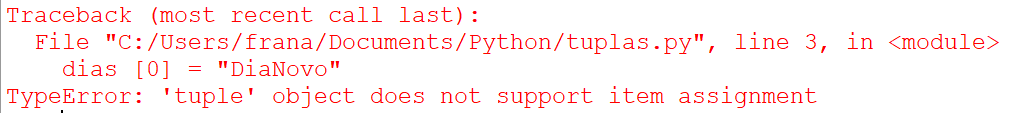 Traceback (most recent call last):
  File "C:/Users/frana/Documents/Python/tuplas.py", line 3, in <module>
    dias [0] = "DiaNovo"
TypeError: 'tuple' object does not support item assignment